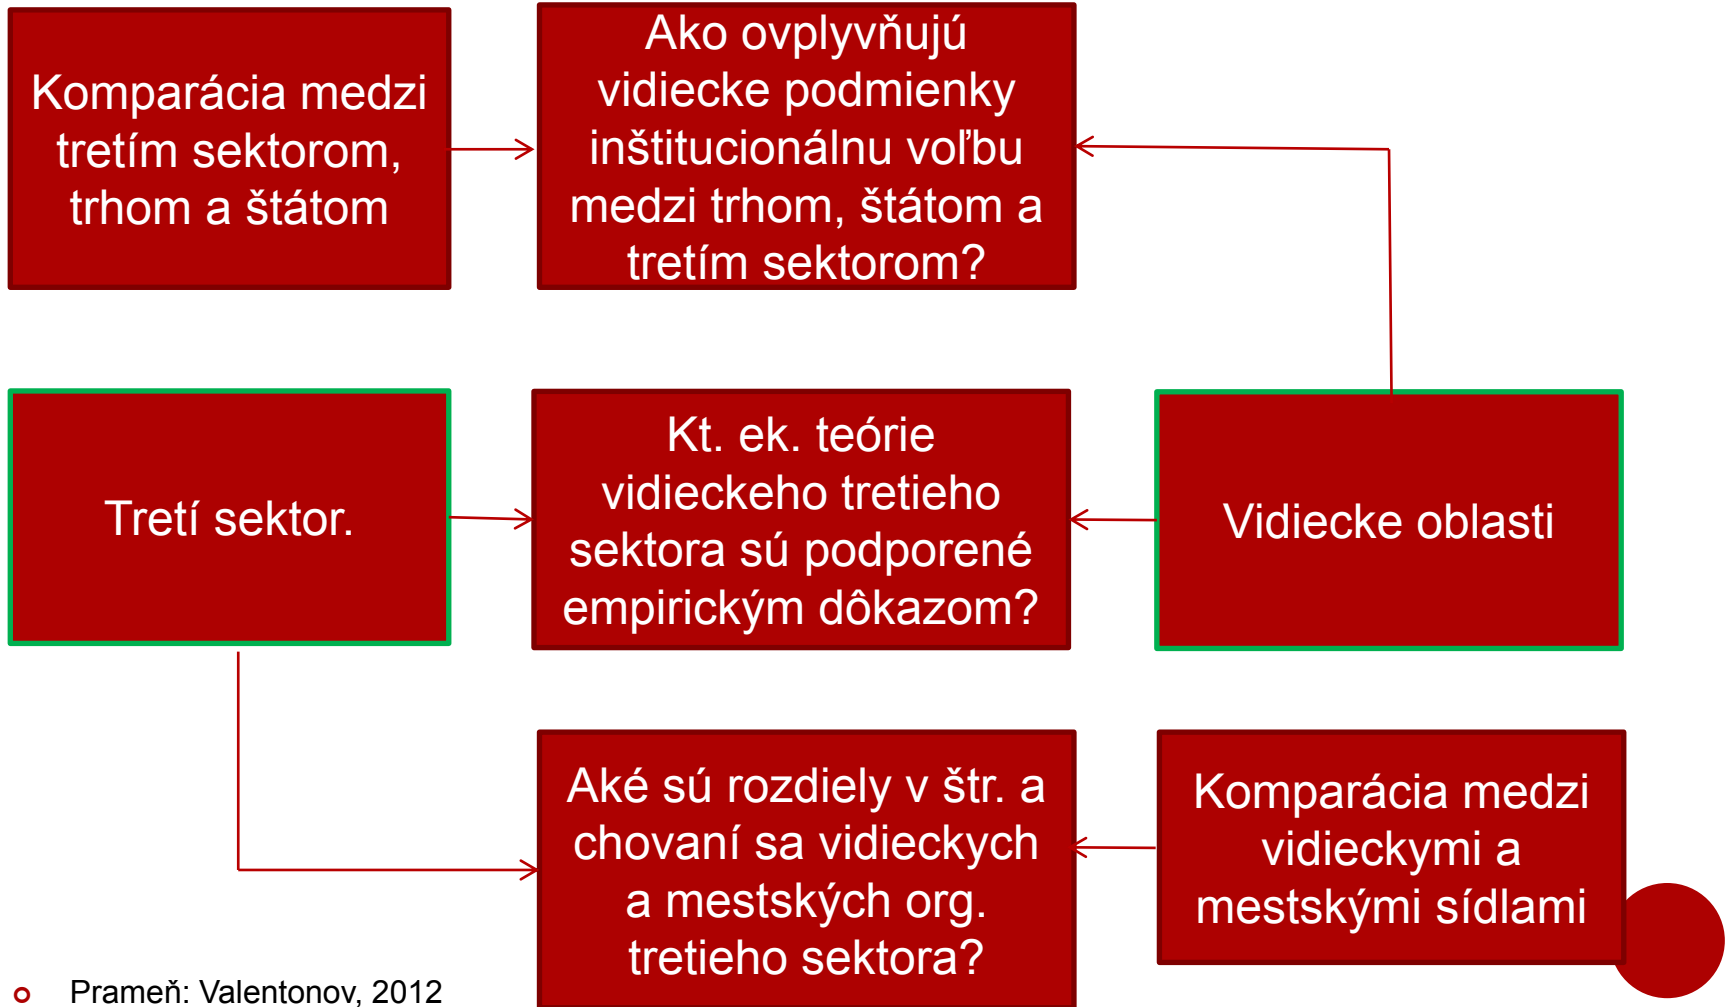 Komparácia medzi
tretím sektorom,
trhom a štátom
Ako ovplyvňujú
vidiecke podmienky
inštitucionálnu voľbu
medzi trhom, štátom a
tretím sektorom?
Tretí sektor.
Kt. ek. teórie
vidieckeho tretieho
sektora sú podporené
empirickým dôkazom?
Vidiecke oblasti
Aké sú rozdiely v štr. a
chovaní sa vidieckych
a mestských org.
tretieho sektora?
Komparácia medzi
vidieckymi a
mestskými sídlami
Prameň: Valentonov, 2012